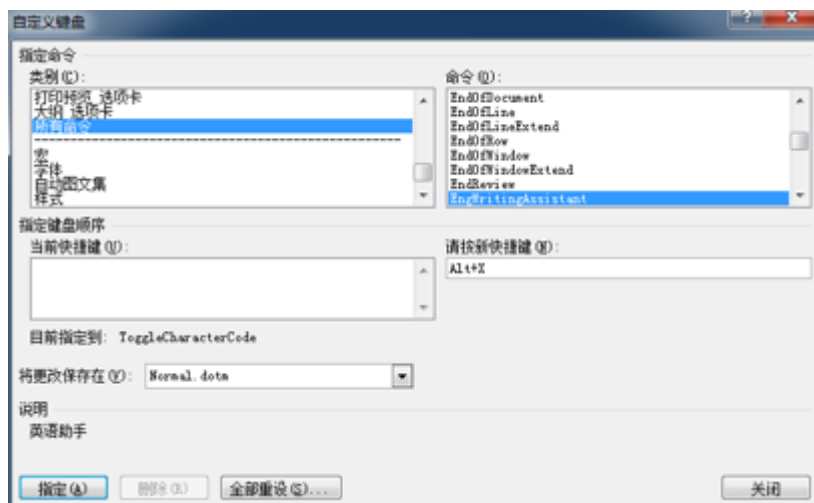 自定义键盘
指定命令
类别(C):
命令(O):
打印预览 选项卡
大纲 选项卡
所有命令
宏
字体
自动图文集
样式
EndOfDocument
EndOfLine
EndOfLineExtend
EndOfRow
EndOfWindow
EndOfWindowExtend
EndReview
EngWritingAssistant
指定键盘顺序
当前快捷键(U):
请按新快捷键(N):
Alt+X
目前指定到: ToggleCharacterCode
将更改保存在(V): Normal.dotm
说明
英语助手
指定(A) 删除(R) 全部重设(S)... 关闭